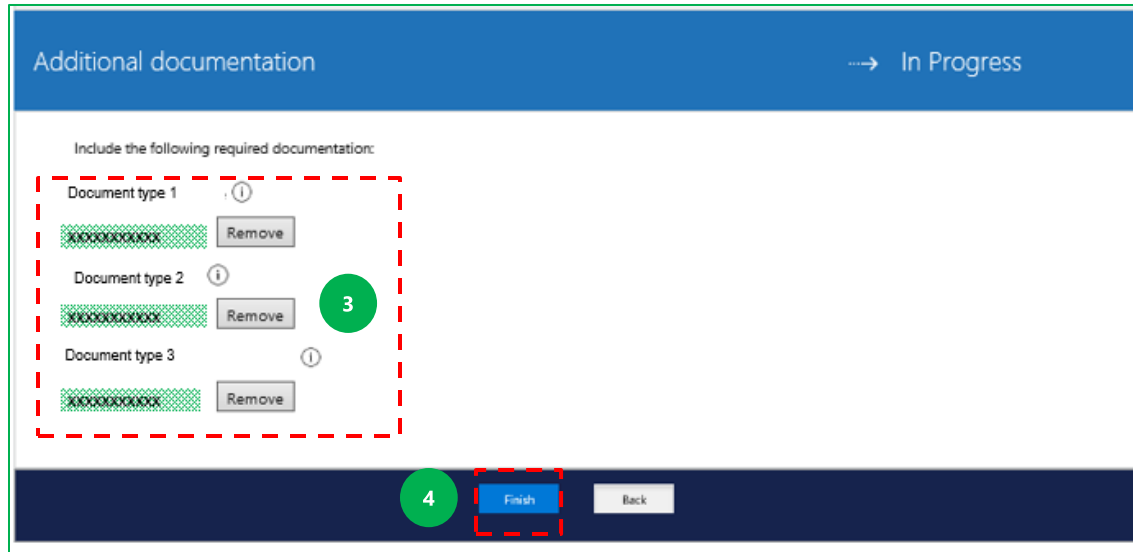 Additional documentation
In Progress
Include the following required documentation:
Document type 1
xxxxxxxxxxx Remove
Document type 2
xxxxxxxxxxx Remove
3
Document type 3
xxxxxxxxxxx Remove
4
Finish Back